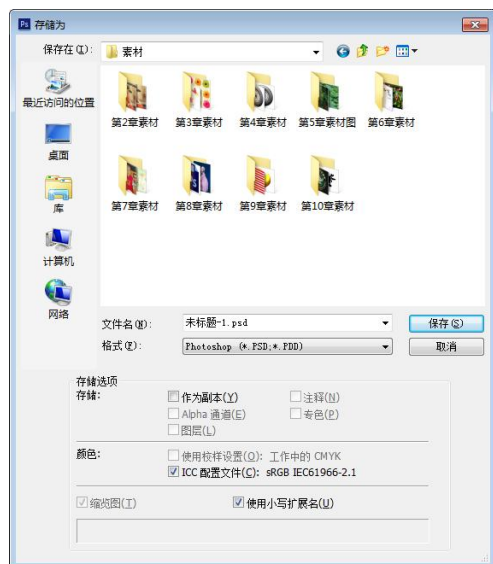 Ps 存储为
保存在(I): 素材
最近访问的位置
桌面
库
计算机
网络
第2章素材 第3章素材 第4章素材 第5章素材图 第6章素材
第7章素材 第8章素材 第9章素材 第10章素材
文件名(N): 未标题-1.psd 保存(S)
格式(F): Photoshop (*.PSD;*.PDD) 取消
存储选项
存储: 作为副本(Y) 注释(N)
Alpha 通道(E) 专色(P)
图层(L)
颜色: 使用校样设置(O): 工作中的 CMYK
ICC 配置文件(C): sRGB IEC61966-2.1
缩览图(T) 使用小写扩展名(U)